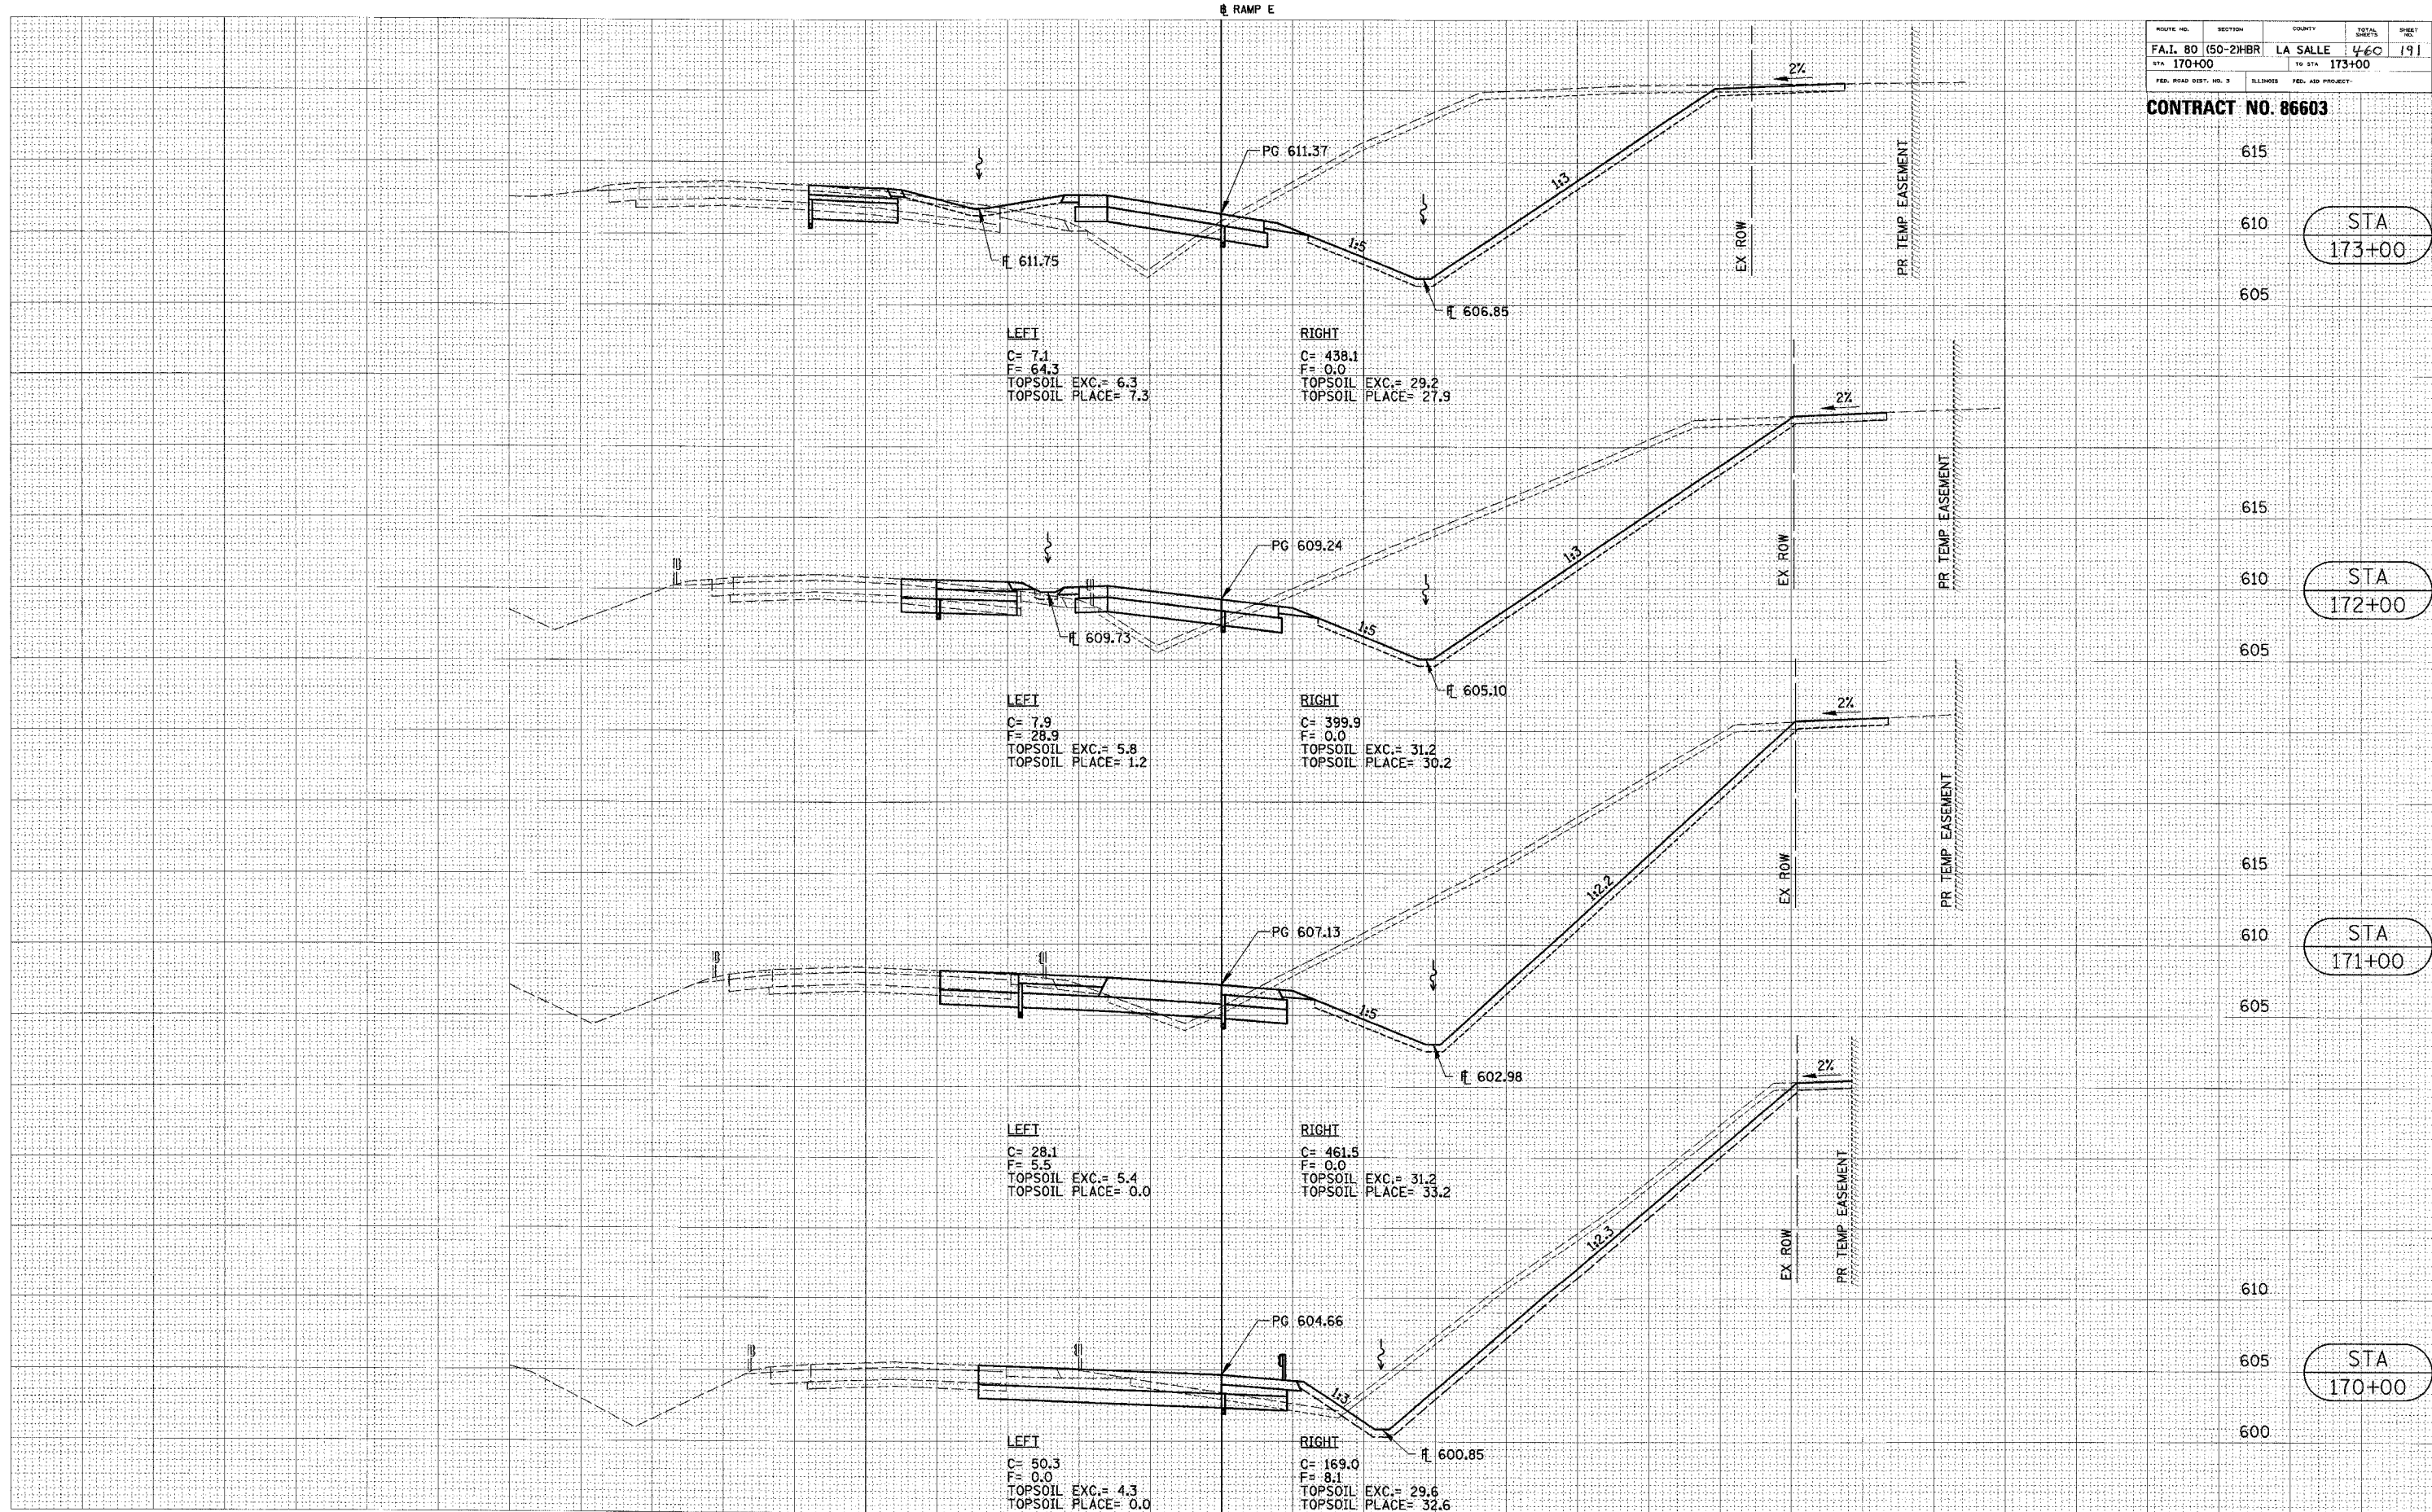 ℄ RAMP E
ROUTE NO. SECTION COUNTY TOTAL SHEETS SHEET NO.
F.A.I. 80 (50-2)HBR LA SALLE 460 191
STA 170+00 TO STA 173+00
FED. ROAD DIST. NO. 3 ILLINOIS FED. AID PROJECT-
CONTRACT NO. 86603
2%
PG 611.37
1:3
1:5
EX ROW
PR TEMP EASEMENT
615
610
605
STA
173+00
FL 611.75
FL 606.85
LEFT
C= 7.1
F= 64.3
TOPSOIL EXC.= 6.3
TOPSOIL PLACE= 7.3
RIGHT
C= 438.1
F= 0.0
TOPSOIL EXC.= 29.2
TOPSOIL PLACE= 27.9
2%
PG 609.24
1:3
1:5
EX ROW
PR TEMP EASEMENT
615
610
605
STA
172+00
FL 609.73
FL 605.10
LEFT
C= 7.9
F= 28.9
TOPSOIL EXC.= 5.8
TOPSOIL PLACE= 1.2
RIGHT
C= 399.9
F= 0.0
TOPSOIL EXC.= 31.2
TOPSOIL PLACE= 30.2
2%
PG 607.13
1:2.2
1:5
EX ROW
PR TEMP EASEMENT
615
610
605
STA
171+00
FL 602.98
LEFT
C= 28.1
F= 5.5
TOPSOIL EXC.= 5.4
TOPSOIL PLACE= 0.0
RIGHT
C= 461.5
F= 0.0
TOPSOIL EXC.= 31.2
TOPSOIL PLACE= 33.2
2%
PG 604.66
1:2.3
1:3
EX ROW
PR TEMP EASEMENT
610
605
600
STA
170+00
FL 600.85
LEFT
C= 50.3
F= 0.0
TOPSOIL EXC.= 4.3
TOPSOIL PLACE= 0.0
RIGHT
C= 169.0
F= 8.1
TOPSOIL EXC.= 29.6
TOPSOIL PLACE= 32.6